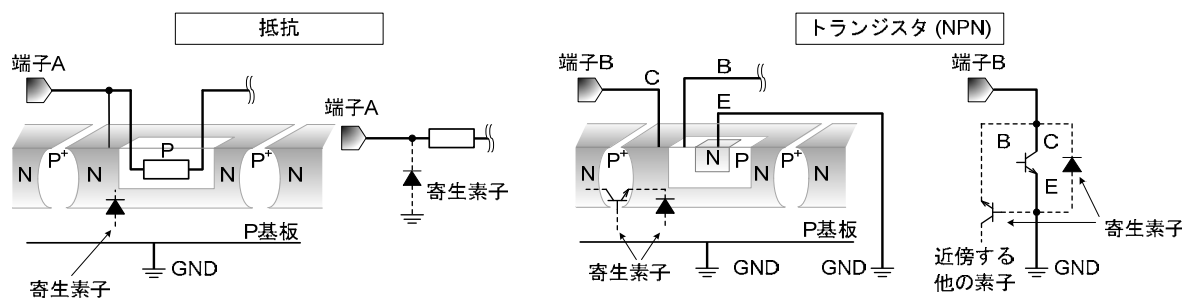 抵抗
トランジスタ (NPN)
端子A
端子A
N
P+
N
P
N
P+
N
寄生素子
P基板
GND
寄生素子
端子B
C
B
E
N
P+
N
N
P
N
P+
N
P基板
寄生素子
GND
GND
端子B
B
C
E
寄生素子
近傍する
他の素子
GND